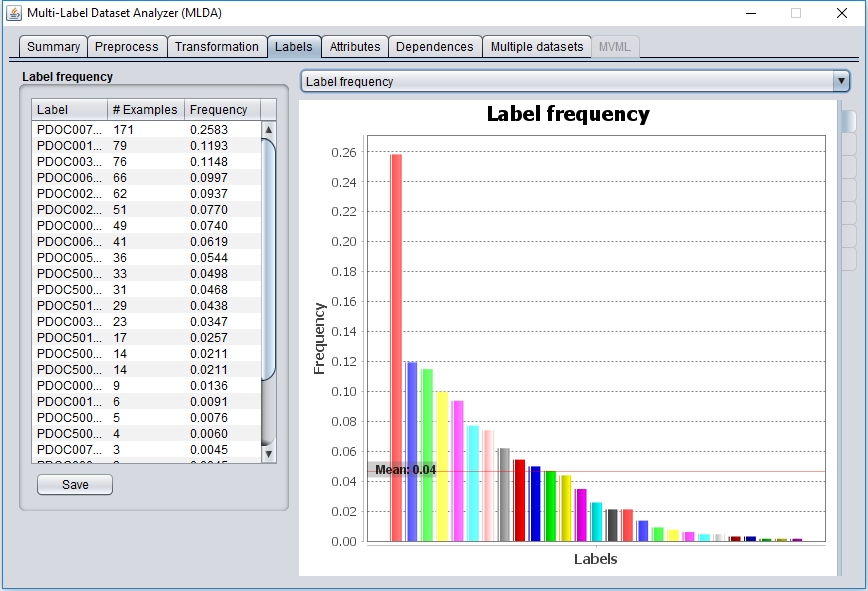 Multi-Label Dataset Analyzer (MLDA)
Summary Preprocess Transformation Labels Attributes Dependences Multiple datasets MVML
Label frequency
Label # Examples Frequency
PDOC007... 171 0.2583
PDOC001... 79 0.1193
PDOC003... 76 0.1148
PDOC006... 66 0.0997
PDOC002... 62 0.0937
PDOC002... 51 0.0770
PDOC000... 49 0.0740
PDOC006... 41 0.0619
PDOC005... 36 0.0544
PDOC500... 33 0.0498
PDOC500... 31 0.0468
PDOC501... 29 0.0438
PDOC003... 23 0.0347
PDOC501... 17 0.0257
PDOC500... 14 0.0211
PDOC500... 14 0.0211
PDOC000... 9 0.0136
PDOC001... 6 0.0091
PDOC500... 5 0.0076
PDOC500... 4 0.0060
PDOC007... 3 0.0045
Save
Label frequency
Label frequency
Frequency
0.26
0.24
0.22
0.20
0.18
0.16
0.14
0.12
0.10
0.08
0.06
Mean: 0.04
0.04
0.02
0.00
Labels